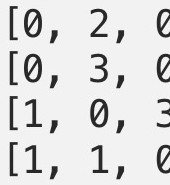 [0, 2, 0
[0, 3, 0
[1, 0, 3
[1, 1, 0